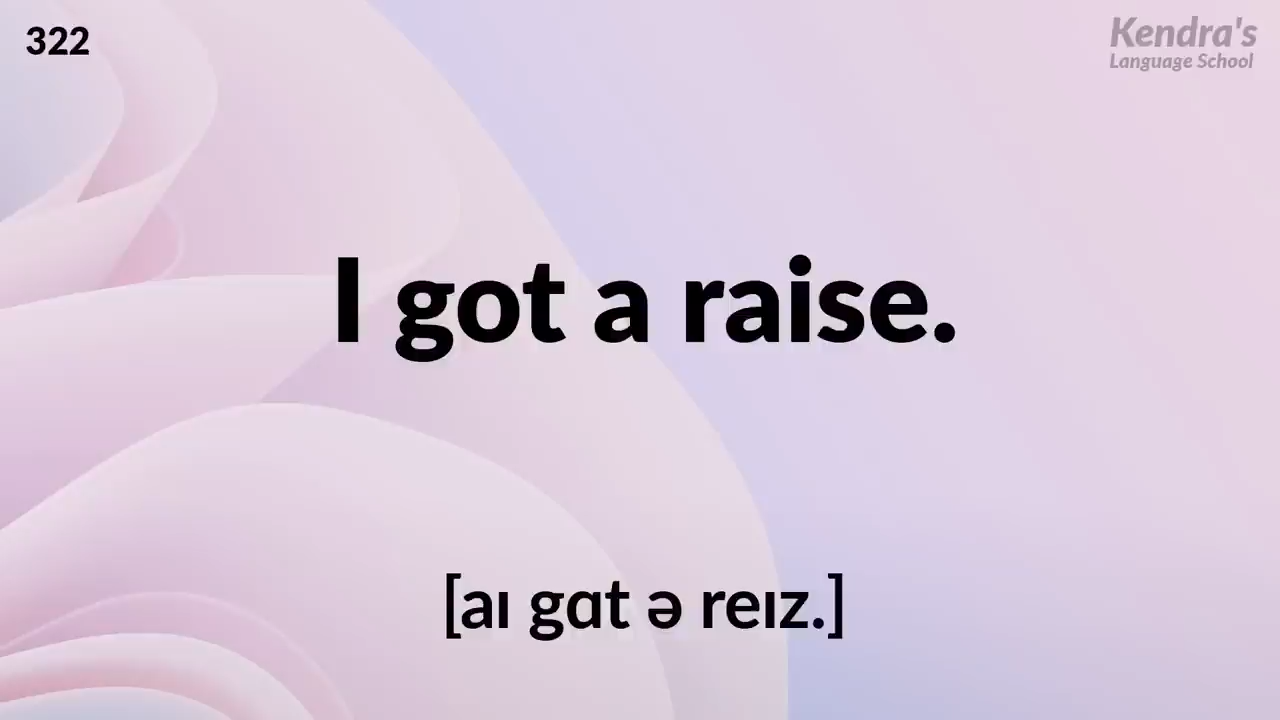 322
Kendra's
Language School
I got a raise.
[aɪ gɑt ə reɪz.]